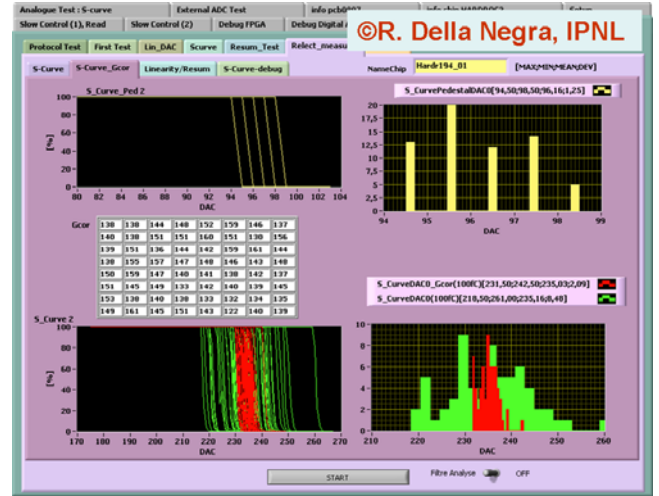 Analogue Test : S-curve External ADC Test info pcb0007 info chip HARDROC2 Setup
Slow Control (1), Read Slow Control (2) Debug FPGA Debug Digital
©R. Della Negra, IPNL
Protocol Test First Test Lin_DAC Scurve Resum_Test Relect_measu
S-Curve S-Curve_Gcor Linearity/Resum S-Curve-debug
NameChip Hardr194_01 [MAX;MIN;MEAN;DEV]
S_Curve_Ped 2
100
80
60
40
20
0
[%]
80 82 84 86 88 90 92 94 96 98 100 102 104
DAC
S_CurvePedestalDAC0[94,50;98,50;96,16;1,25]
20
17,5
15
12,5
10
7,5
5
2,5
0
94 95 96 97 98 99
DAC
Gcor
138 138 144 148 152 159 146 137
140 138 151 151 160 151 130 156
139 151 136 144 142 159 161 144
138 155 157 147 148 146 143 148
150 159 147 140 141 138 142 137
151 145 149 133 142 140 139 145
153 138 140 138 133 132 134 135
149 161 145 151 143 122 140 139
S_CurveDAC0_Gcor(100fC)[231,50;242,50;235,03;2,09]
S_CurveDAC0(100fC)[218,50;261,00;235,16;8,48]
S_Curve 2
100
80
60
40
20
0
[%]
170 180 190 200 210 220 230 240 250 260 270
DAC
10
8
6
4
2
0
210 220 230 240 250 260
DAC
START
Filtre Analyse OFF